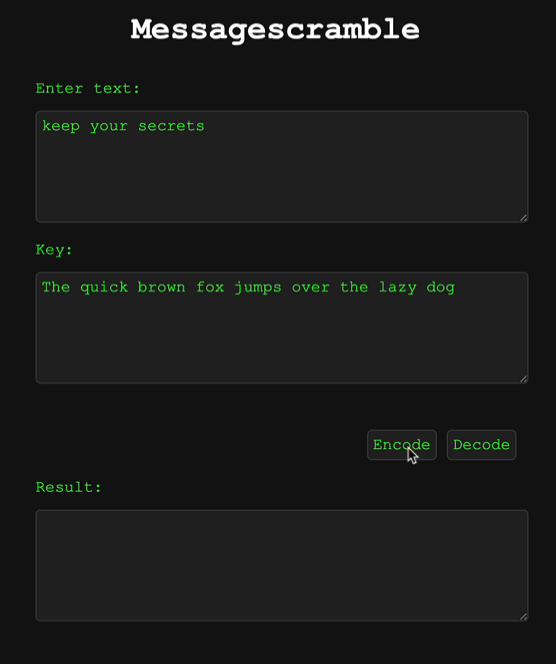 Messagescramble
Enter text:
keep your secrets
Key:
The quick brown fox jumps over the lazy dog
Encode Decode
Result: